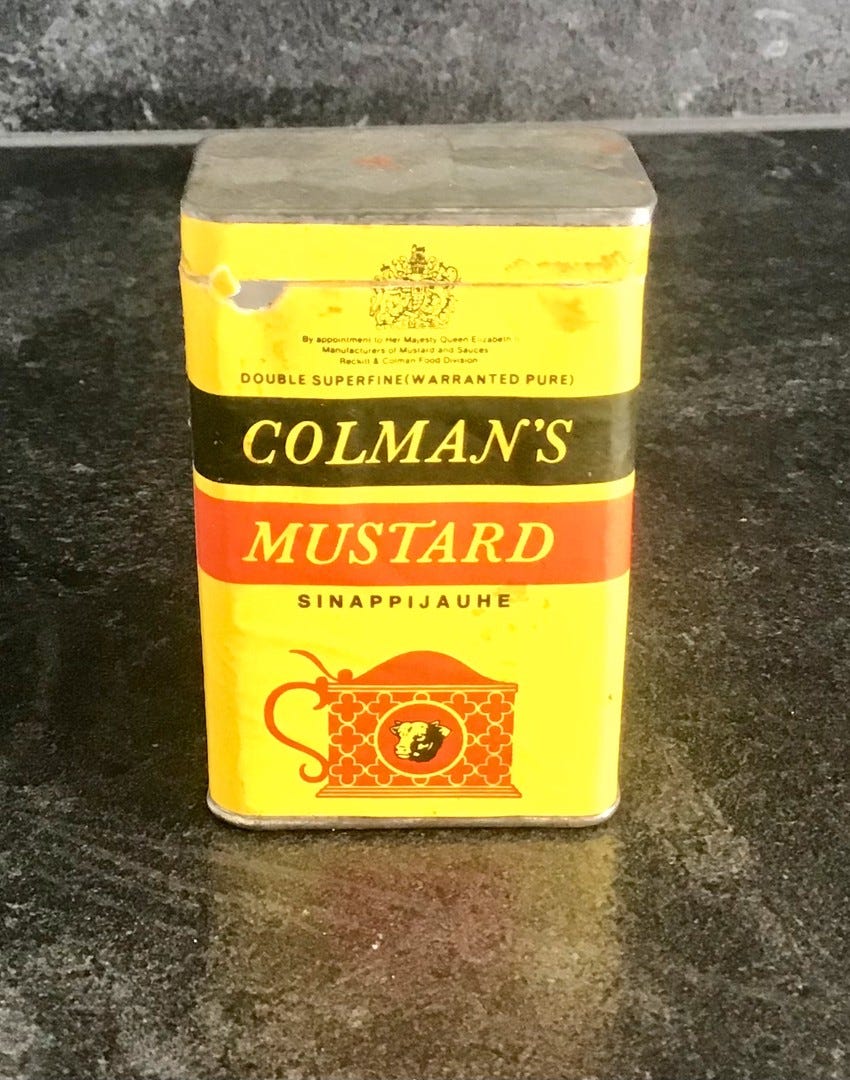 By appointment to Her Majesty Queen Elizabeth II
Manufacturers of Mustard and Sauces
Reckitt & Colman Food Division
DOUBLE SUPERFINE (WARRANTED PURE)
COLMAN'S
MUSTARD
SINAPPIJAUHE